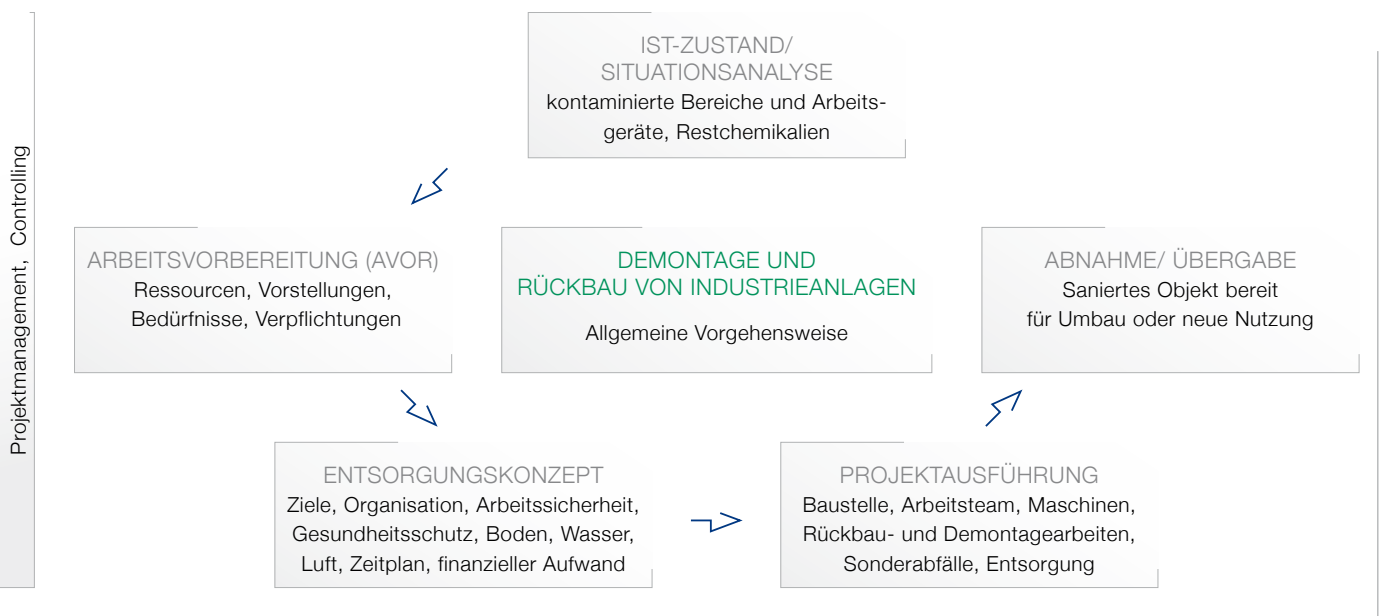 Projektmanagement, Controlling
IST-ZUSTAND/
SITUATIONSANALYSE
kontaminierte Bereiche und Arbeits-
geräte, Restchemikalien
ARBEITSVORBEREITUNG (AVOR)
Ressourcen, Vorstellungen,
Bedürfnisse, Verpflichtungen
DEMONTAGE UND
RÜCKBAU VON INDUSTRIEANLAGEN
Allgemeine Vorgehensweise
ABNAHME/ ÜBERGABE
Saniertes Objekt bereit
für Umbau oder neue Nutzung
ENTSORGUNGSKONZEPT
Ziele, Organisation, Arbeitssicherheit,
Gesundheitsschutz, Boden, Wasser,
Luft, Zeitplan, finanzieller Aufwand
PROJEKTAUSFÜHRUNG
Baustelle, Arbeitsteam, Maschinen,
Rückbau- und Demontagearbeiten,
Sonderabfälle, Entsorgung